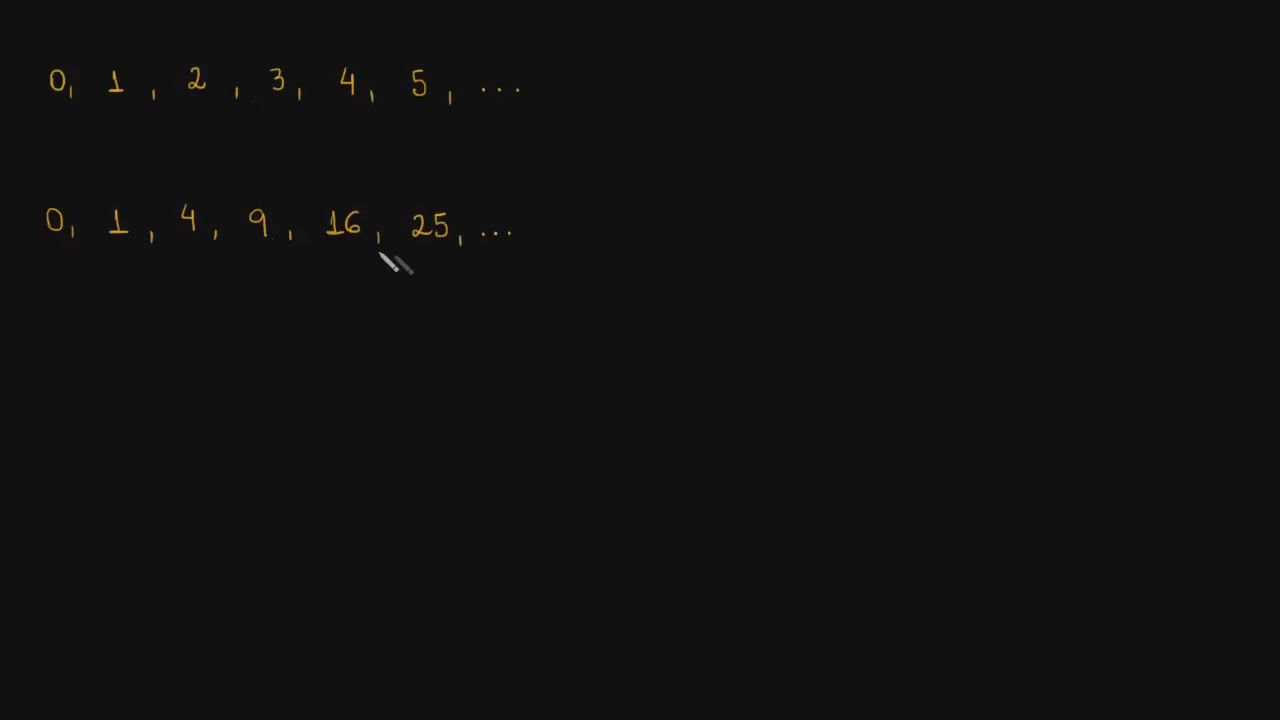 0, 1, 2, 3, 4, 5, ...
0, 1, 4, 9, 16, 25, ...